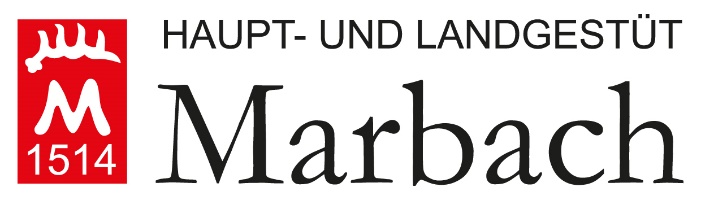 HAUPT- UND LANDGESTÜT
Marbach
M
1514